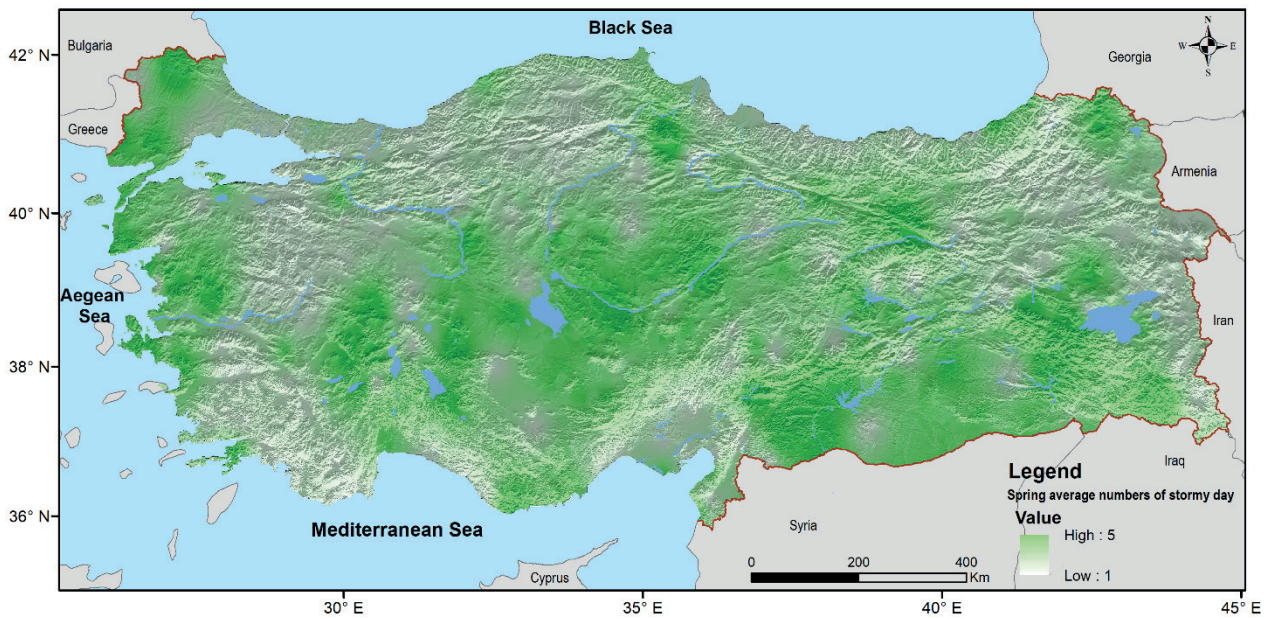 Black Sea
Bulgaria
N
W E
S
42° N
Georgia
Greece
Armenia
40° N
Aegean
Sea
Iran
38° N
Iraq
Legend
Spring average numbers of stormy day
Value
High : 5
Low : 1
36° N
Mediterranean Sea
Syria
Cyprus
0 200 400
Km
30° E 35° E 40° E 45° E